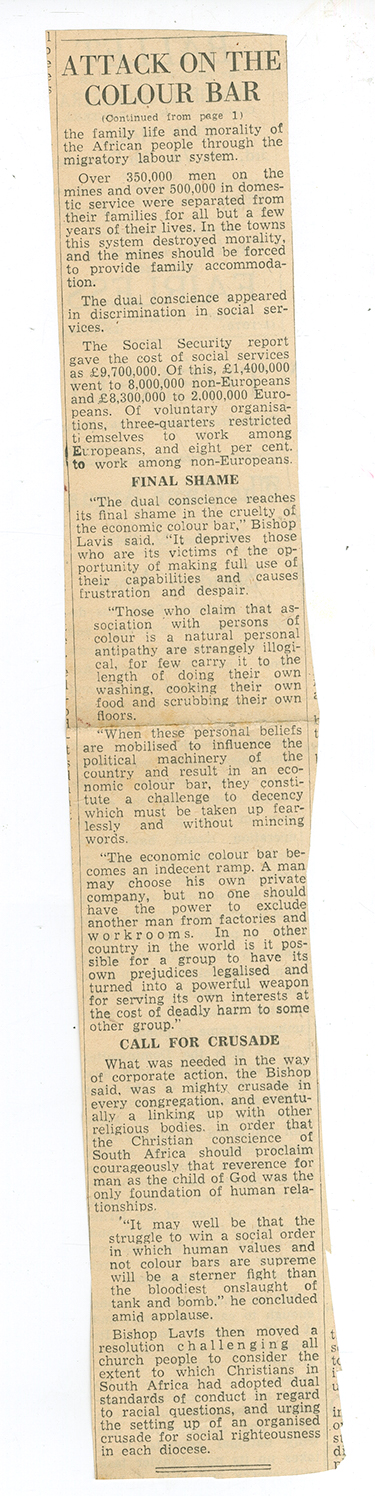 ATTACK ON THE
COLOUR BAR
(Continued from page 1)
the family life and morality of
the African people through the
migratory labour system.
Over 350,000 men on the
mines and over 500,000 in domes-
tic service were separated from
their families for all but a few
years of their lives. In the towns
this system destroyed morality,
and the mines should be forced
to provide family accommoda-
tion.
The dual conscience appeared
in discrimination in social ser-
vices.
The Social Security report
gave the cost of social services
as £9,700,000. Of this, £1,400,000
went to 8,000,000 non-Europeans
and £8,300,000 to 2,000,000 Euro-
peans. Of voluntary organisa-
tions, three-quarters restricted
themselves to work among
Europeans, and eight per cent.
to work among non-Europeans.
FINAL SHAME
"The dual conscience reaches
its final shame in the cruelty of
the economic colour bar," Bishop
Lavis said. "It deprives those
who are its victims of the op-
portunity of making full use of
their capabilities and causes
frustration and despair.
"Those who claim that as-
sociation with persons of
colour is a natural personal
antipathy are strangely illogi-
cal, for few carry it to the
length of doing their own
washing, cooking their own
food and scrubbing their own
floors.
"When these personal beliefs
are mobilised to influence the
political machinery of the
country and result in an eco-
nomic colour bar, they consti-
tute a challenge to decency
which must be taken up fear-
lessly and without mincing
words.
"The economic colour bar be-
comes an indecent ramp. A man
may choose his own private
company, but no one should
have the power to exclude
another man from factories and
workrooms. In no other
country in the world is it pos-
sible for a group to have its
own prejudices legalised and
turned into a powerful weapon
for serving its own interests at
the cost of deadly harm to some
other group."
CALL FOR CRUSADE
What was needed in the way
of corporate action, the Bishop
said, was a mighty crusade in
every congregation, and eventu-
ally a linking up with other
religious bodies, in order that
the Christian conscience of
South Africa should proclaim
courageously that reverence for
man as the child of God was the
only foundation of human rela-
tionships.
"It may well be that the
struggle to win a social order
in which human values and
not colour bars are supreme
will be a sterner fight than
the bloodiest onslaught of
tank and bomb." he concluded
amid applause.
Bishop Lavis then moved a
resolution challenging all
church people to consider the
extent to which Christians in
South Africa had adopted dual
standards of conduct in regard
to racial questions, and urging
the setting up of an organised
crusade for social righteousness
in each diocese.